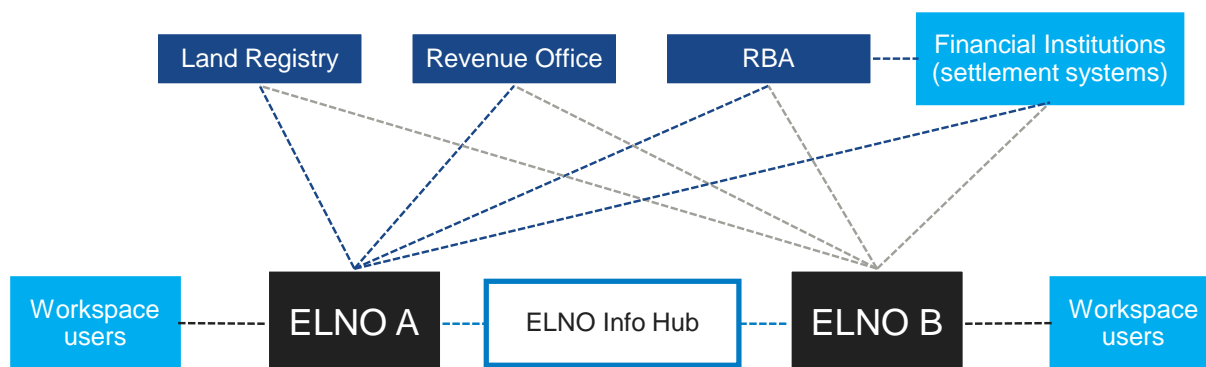 Land Registry
Revenue Office
RBA
Financial Institutions
(settlement systems)
Workspace
users
ELNO A
ELNO Info Hub
ELNO B
Workspace
users